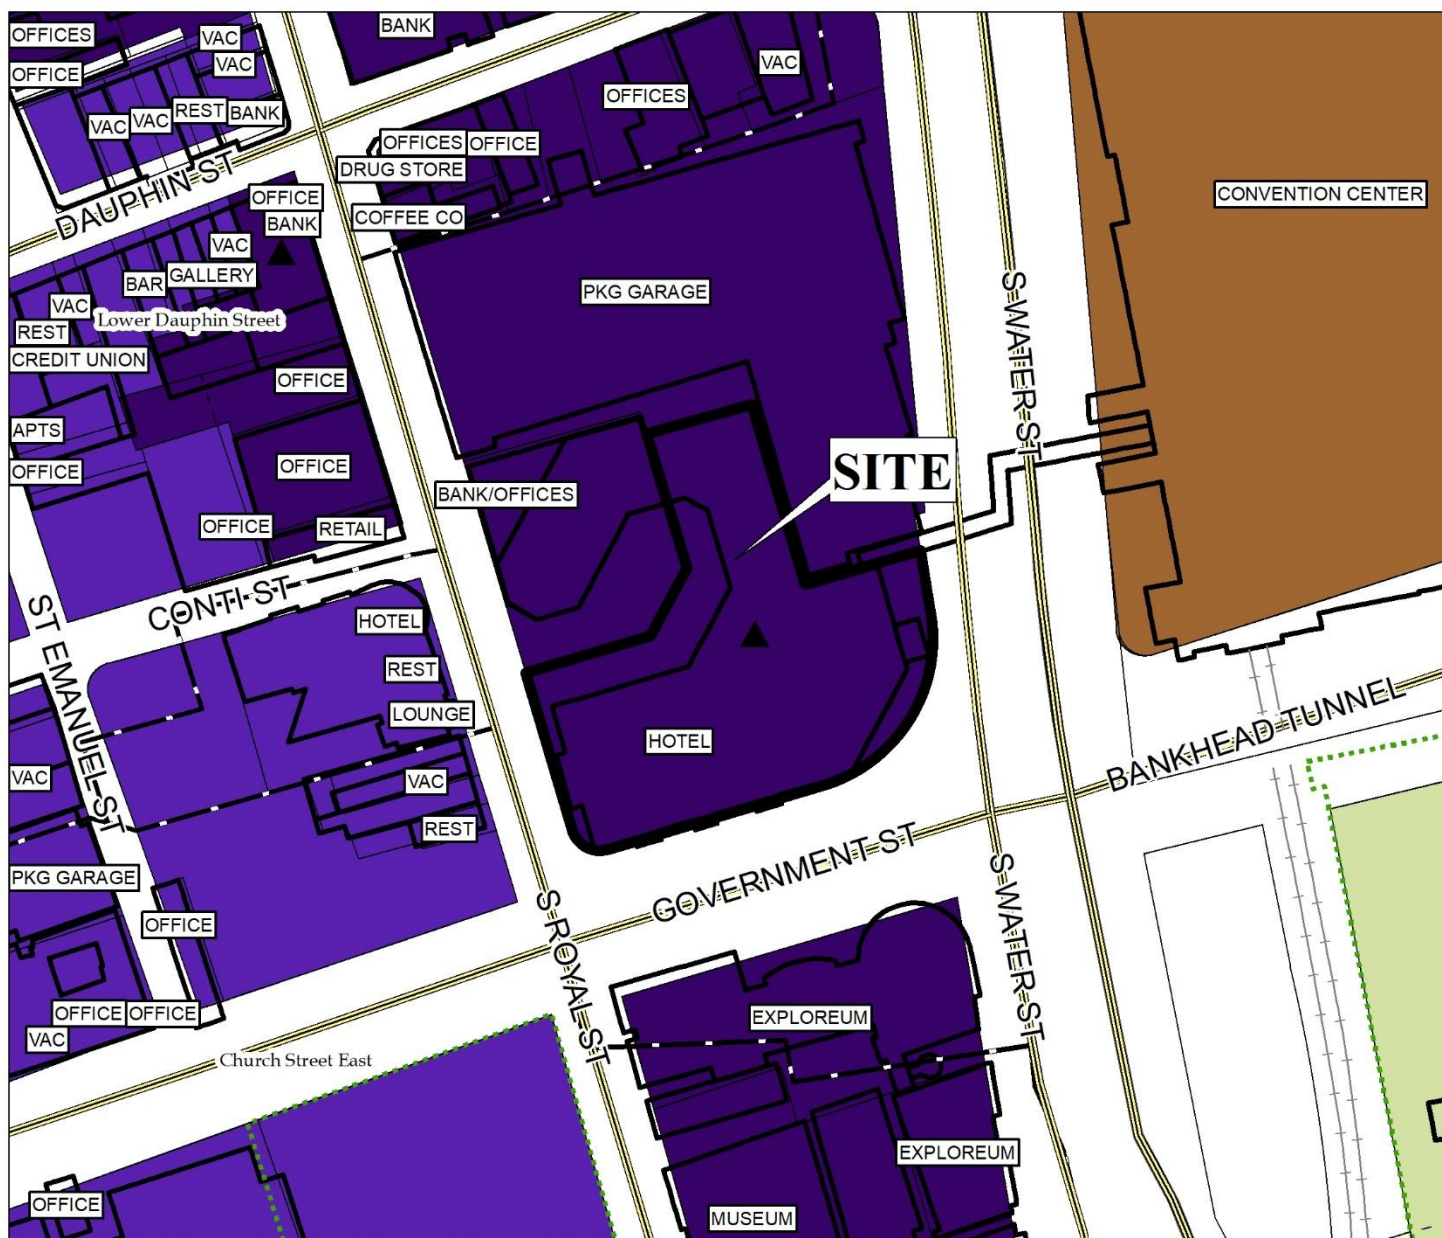 OFFICES
BANK
VAC
VAC
OFFICE
VAC
OFFICES
VAC
VAC
REST
BANK
OFFICES
OFFICE
DRUG STORE
DAUPHIN ST
OFFICE
BANK
COFFEE CO
CONVENTION CENTER
VAC
GALLERY
BAR
VAC
PKG GARAGE
Lower Dauphin Street
REST
CREDIT UNION
S WATER ST
OFFICE
APTS
OFFICE
OFFICE
SITE
BANK/OFFICES
OFFICE
RETAIL
CONTI ST
HOTEL
ST EMANUEL ST
REST
LOUNGE
HOTEL
BANKHEAD TUNNEL
VAC
VAC
REST
PKG GARAGE
GOVERNMENT ST
S WATER ST
OFFICE
S ROYAL ST
OFFICE
OFFICE
EXPLOREUM
VAC
Church Street East
EXPLOREUM
OFFICE
MUSEUM